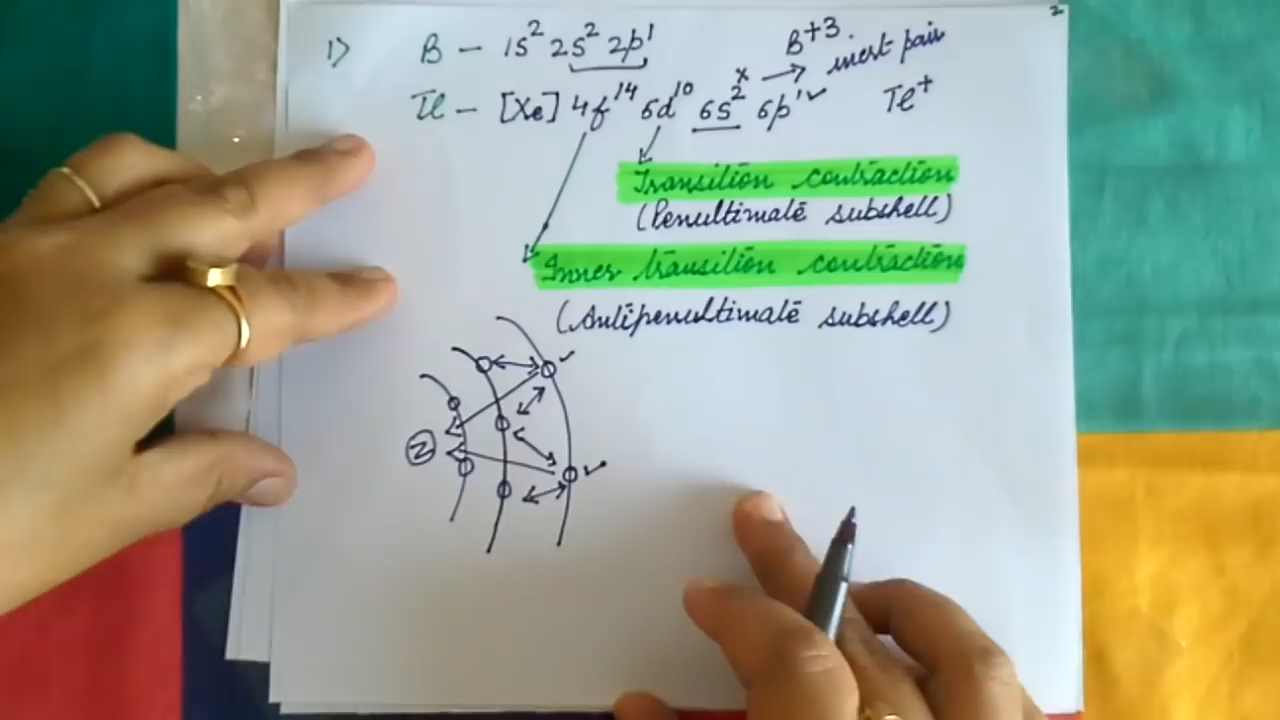 2
1> B - 1s² 2s² 2p¹ B+3.
Tl - [Xe] 4f¹⁴ 5d¹⁰ 6s² 6p¹ ✓ x → inert pair Tl+
Transition contraction
(Penultimate subshell)
Inner transition contraction
(Antipenultimate subshell)
Z